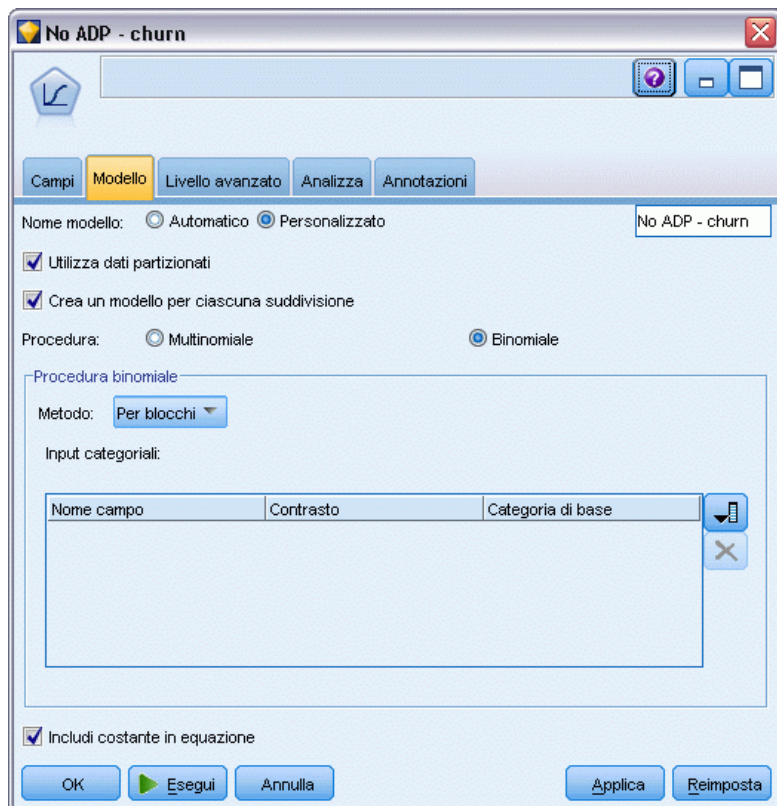 No ADP - churn
Campi Modello Livello avanzato Analizza Annotazioni
Nome modello: Automatico Personalizzato No ADP - churn
Utilizza dati partizionati
Crea un modello per ciascuna suddivisione
Procedura: Multinomiale Binomiale
Procedura binomiale
Metodo: Per blocchi
Input categoriali:
Nome campo Contrasto Categoria di base
Includi costante in equazione
OK Esegui Annulla Applica Reimposta